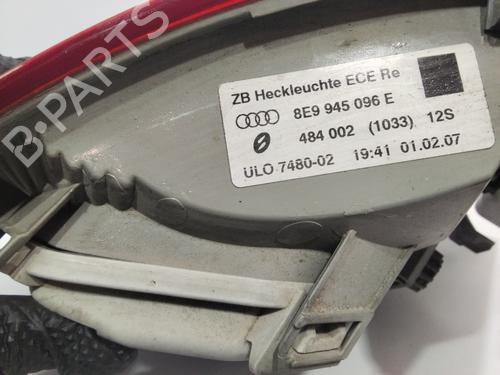 ZB Heckleuchte ECE Re
8E9 945 096 E
484 002 (1033) 12S
ULO 7480-02 19:41 01.02.07
B-PARTS